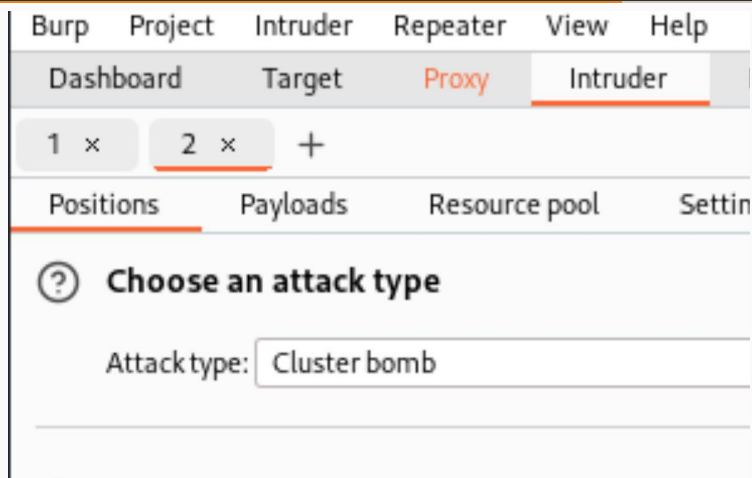 Burp Project Intruder Repeater View Help
Dashboard Target Proxy Intruder
1 × 2 × +
Positions Payloads Resource pool Settin
? Choose an attack type
Attack type: Cluster bomb